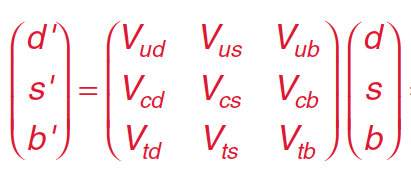 d' V_ud V_us V_ub d
s' = V_cd V_cs V_cb s
b' V_td V_ts V_tb b